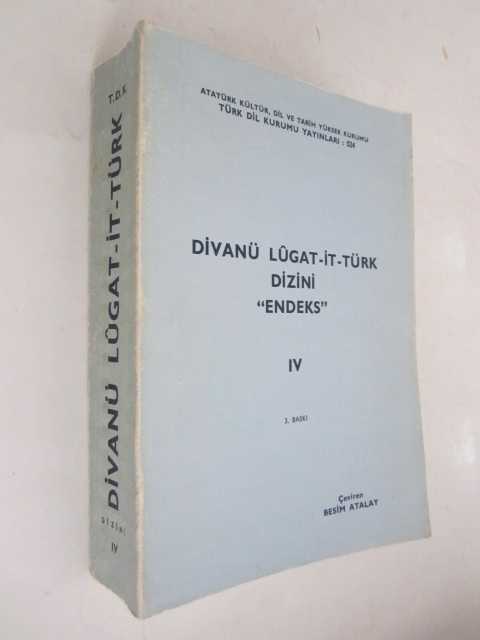 T.D.K.
DİVANÜ LÛGAT-İT-TÜRK
DİZİNİ
IV
ATATÜRK KÜLTÜR, DİL VE TARİH YÜKSEK KURUMU
TÜRK DİL KURUMU YAYINLARI : 524
DİVANÜ LÛGAT-İT-TÜRK
DİZİNİ
“ENDEKS”
IV
3. BASKI
Çeviren
BESİM ATALAY